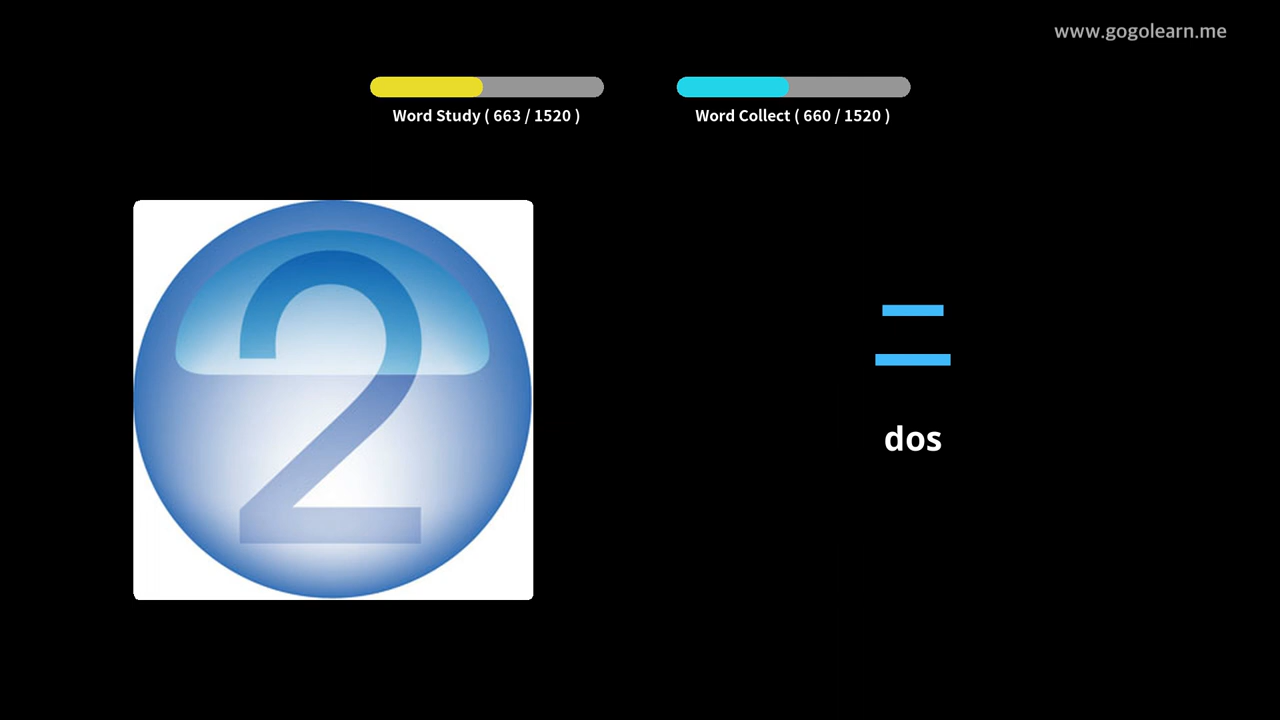 www.gogolearn.me
Word Study ( 663 / 1520 )
Word Collect ( 660 / 1520 )
2
二
dos